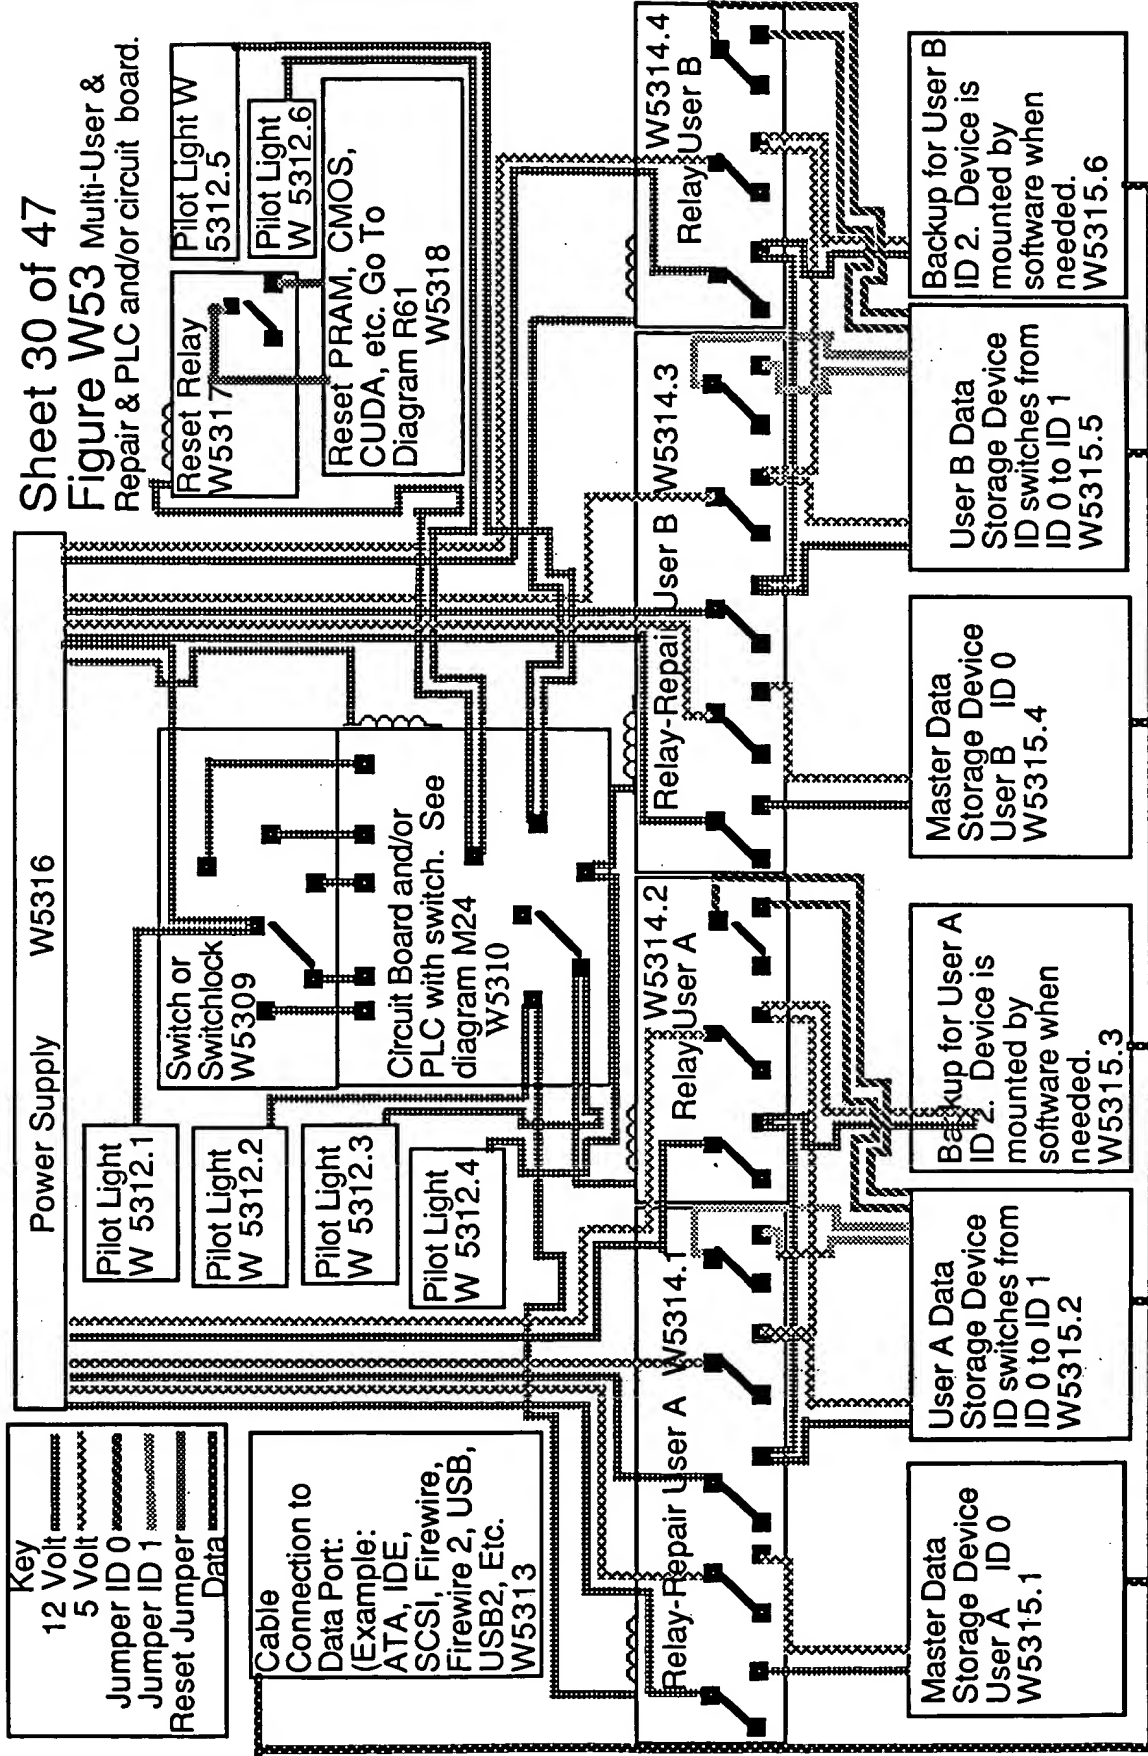 Sheet 30 of 47
Figure W53 Multi-User &
Repair & PLC and/or circuit board.
Key
12 Volt
5 Volt
Jumper ID 0
Jumper ID 1
Reset Jumper
Data
Power Supply W5316
Cable
Connection to
Data Port:
(Example:
ATA, IDE,
SCSI, Firewire,
Firewire 2, USB,
USB2, Etc.
W5313
Pilot Light
W 5312.1
Pilot Light
W 5312.2
Pilot Light
W 5312.3
Pilot Light
W 5312.4
Switch or
Switchlock
W5309
Circuit Board and/or
PLC with switch. See
diagram M24
W5310
Reset Relay
W5317
Pilot Light W
5312.5
Pilot Light
W 5312.6
Reset PRAM, CMOS,
CUDA, etc. Go To
Diagram R61
W5318
Relay-Repair User A W5314.1
W5314.2
Relay User A
Relay-Repair User B W5314.3
W5314.4
Relay User B
Master Data
Storage Device
User A ID 0
W5315.1
User A Data
Storage Device
ID switches from
ID 0 to ID 1
W5315.2
Backup for User A
ID 2. Device is
mounted by
software when
needed.
W5315.3
Master Data
Storage Device
User B ID 0
W5315.4
User B Data
Storage Device
ID switches from
ID 0 to ID 1
W5315.5
Backup for User B
ID 2. Device is
mounted by
software when
needed.
W5315.6